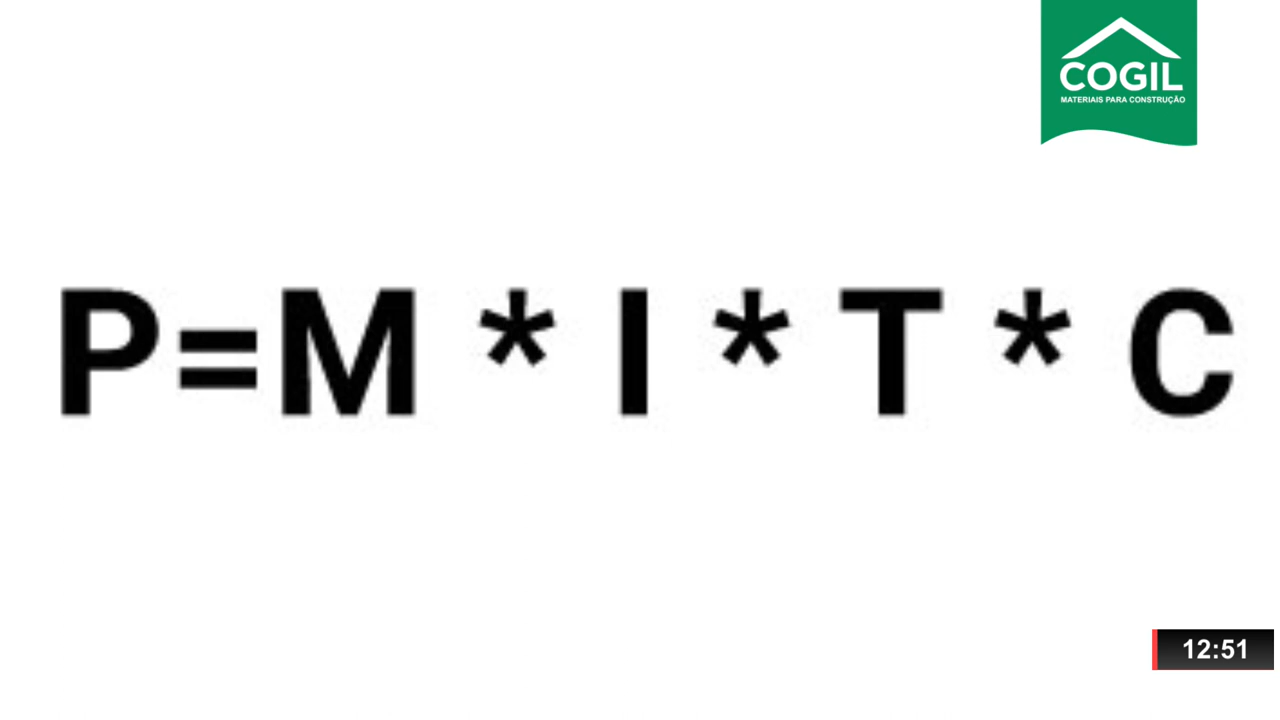 COGIL
MATERIAIS PARA CONSTRUÇÃO
P=M * I * T * C
12:51